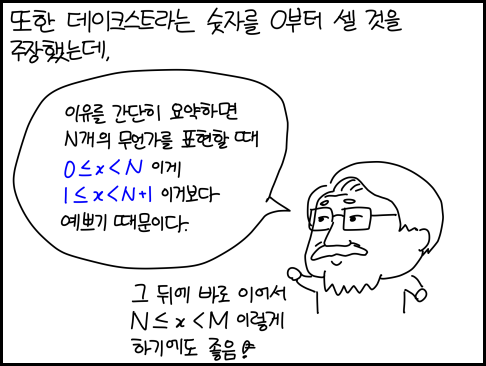 또한 데이크스트라는 숫자를 0부터 셀 것을
주장했는데,
이유를 간단히 요약하면
N개의 무언가를 표현할 때
0≤x<N 이게
1≤x<N+1 이거보다
예쁘기 때문이다.
그 뒤에 바로 이어서
N≤x<M 이렇게
하기에도 좋음!